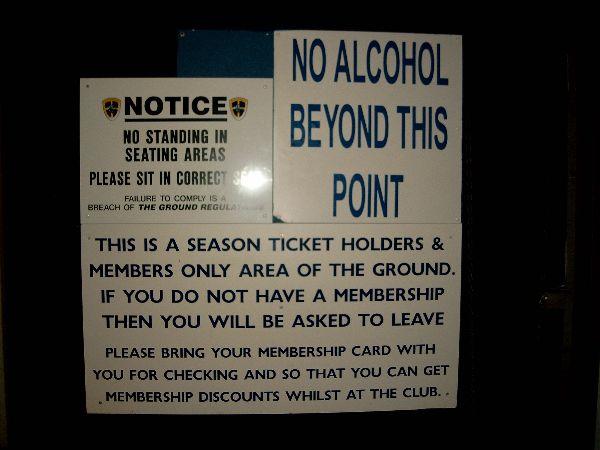 NOTICE
NO STANDING IN
SEATING AREAS
PLEASE SIT IN CORRECT
FAILURE TO COMPLY IS A
BREACH OF THE GROUND
NO ALCOHOL
BEYOND THIS
POINT
THIS IS A SEASON TICKET HOLDERS &
MEMBERS ONLY AREA OF THE GROUND.
IF YOU DO NOT HAVE A MEMBERSHIP
THEN YOU WILL BE ASKED TO LEAVE
PLEASE BRING YOUR MEMBERSHIP CARD WITH
YOU FOR CHECKING AND SO THAT YOU CAN GET
MEMBERSHIP DISCOUNTS WHILST AT THE CLUB.